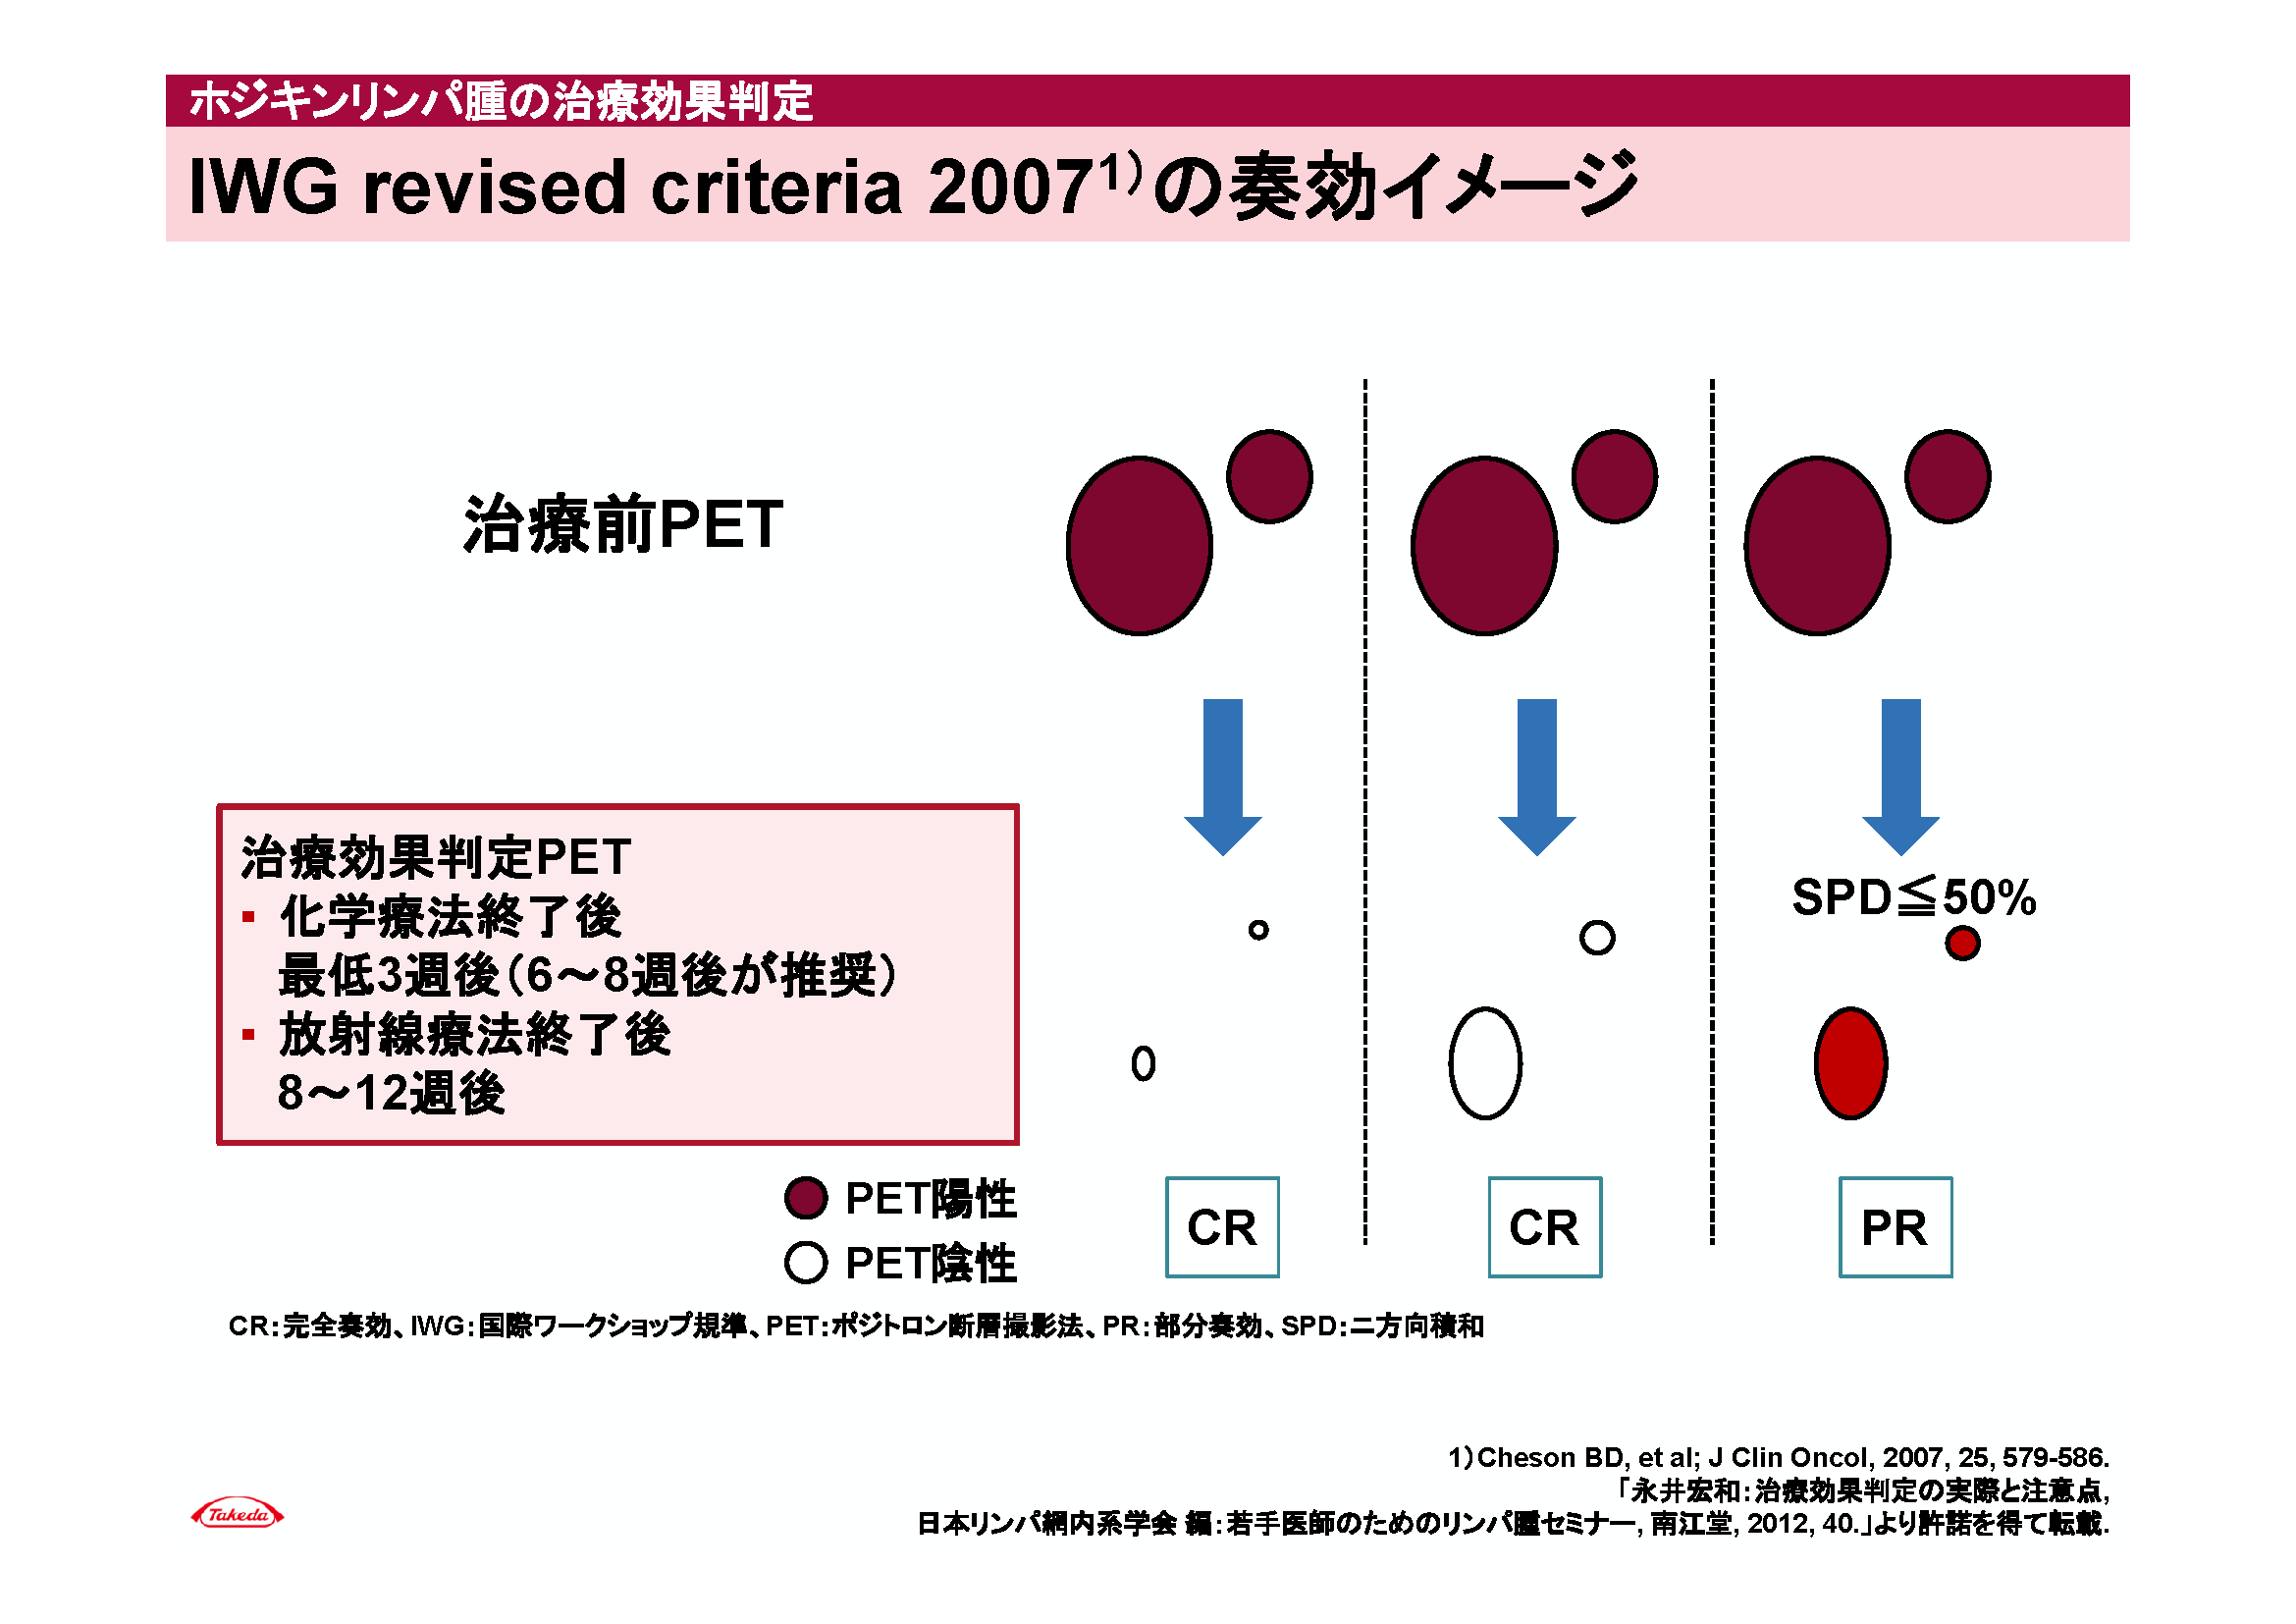 ホジキンリンパ腫の治療効果判定
IWG revised criteria 2007¹⁾の奏効イメージ
治療前PET
治療効果判定PET
▪ 化学療法終了後
最低3週後（6～8週後が推奨）
▪ 放射線療法終了後
8～12週後
SPD≦50%
PET陽性
PET陰性
CR
CR
PR
CR：完全奏効、IWG：国際ワークショップ規準、PET：ポジトロン断層撮影法、PR：部分奏効、SPD：二方向積和
1）Cheson BD, et al; J Clin Oncol, 2007, 25, 579-586.
「永井宏和：治療効果判定の実際と注意点,
日本リンパ網内系学会 編：若手医師のためのリンパ腫セミナー, 南江堂, 2012, 40.」より許諾を得て転載.
Takeda